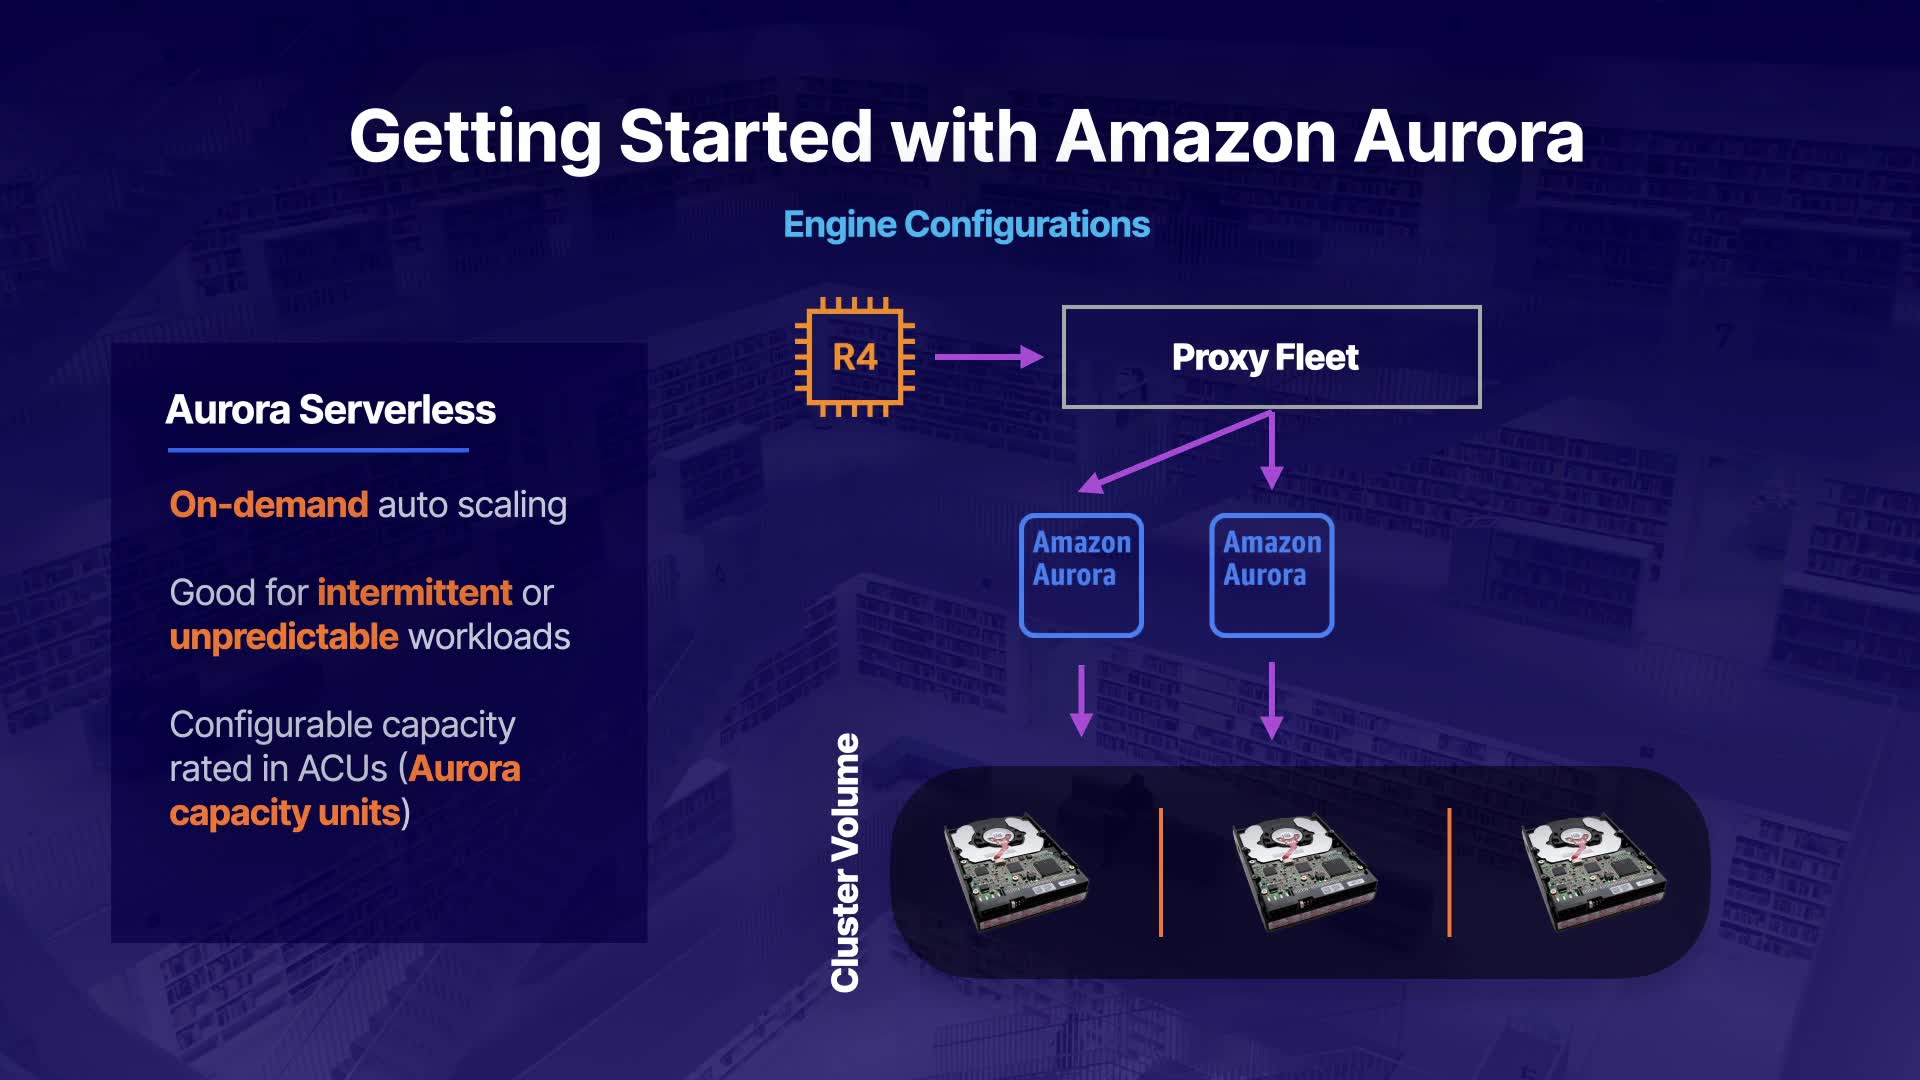 Getting Started with Amazon Aurora
Engine Configurations
Aurora Serverless
On-demand auto scaling
Good for intermittent or
unpredictable workloads
Configurable capacity
rated in ACUs (Aurora
capacity units)
R4
Proxy Fleet
Amazon
Aurora
Amazon
Aurora
Cluster Volume